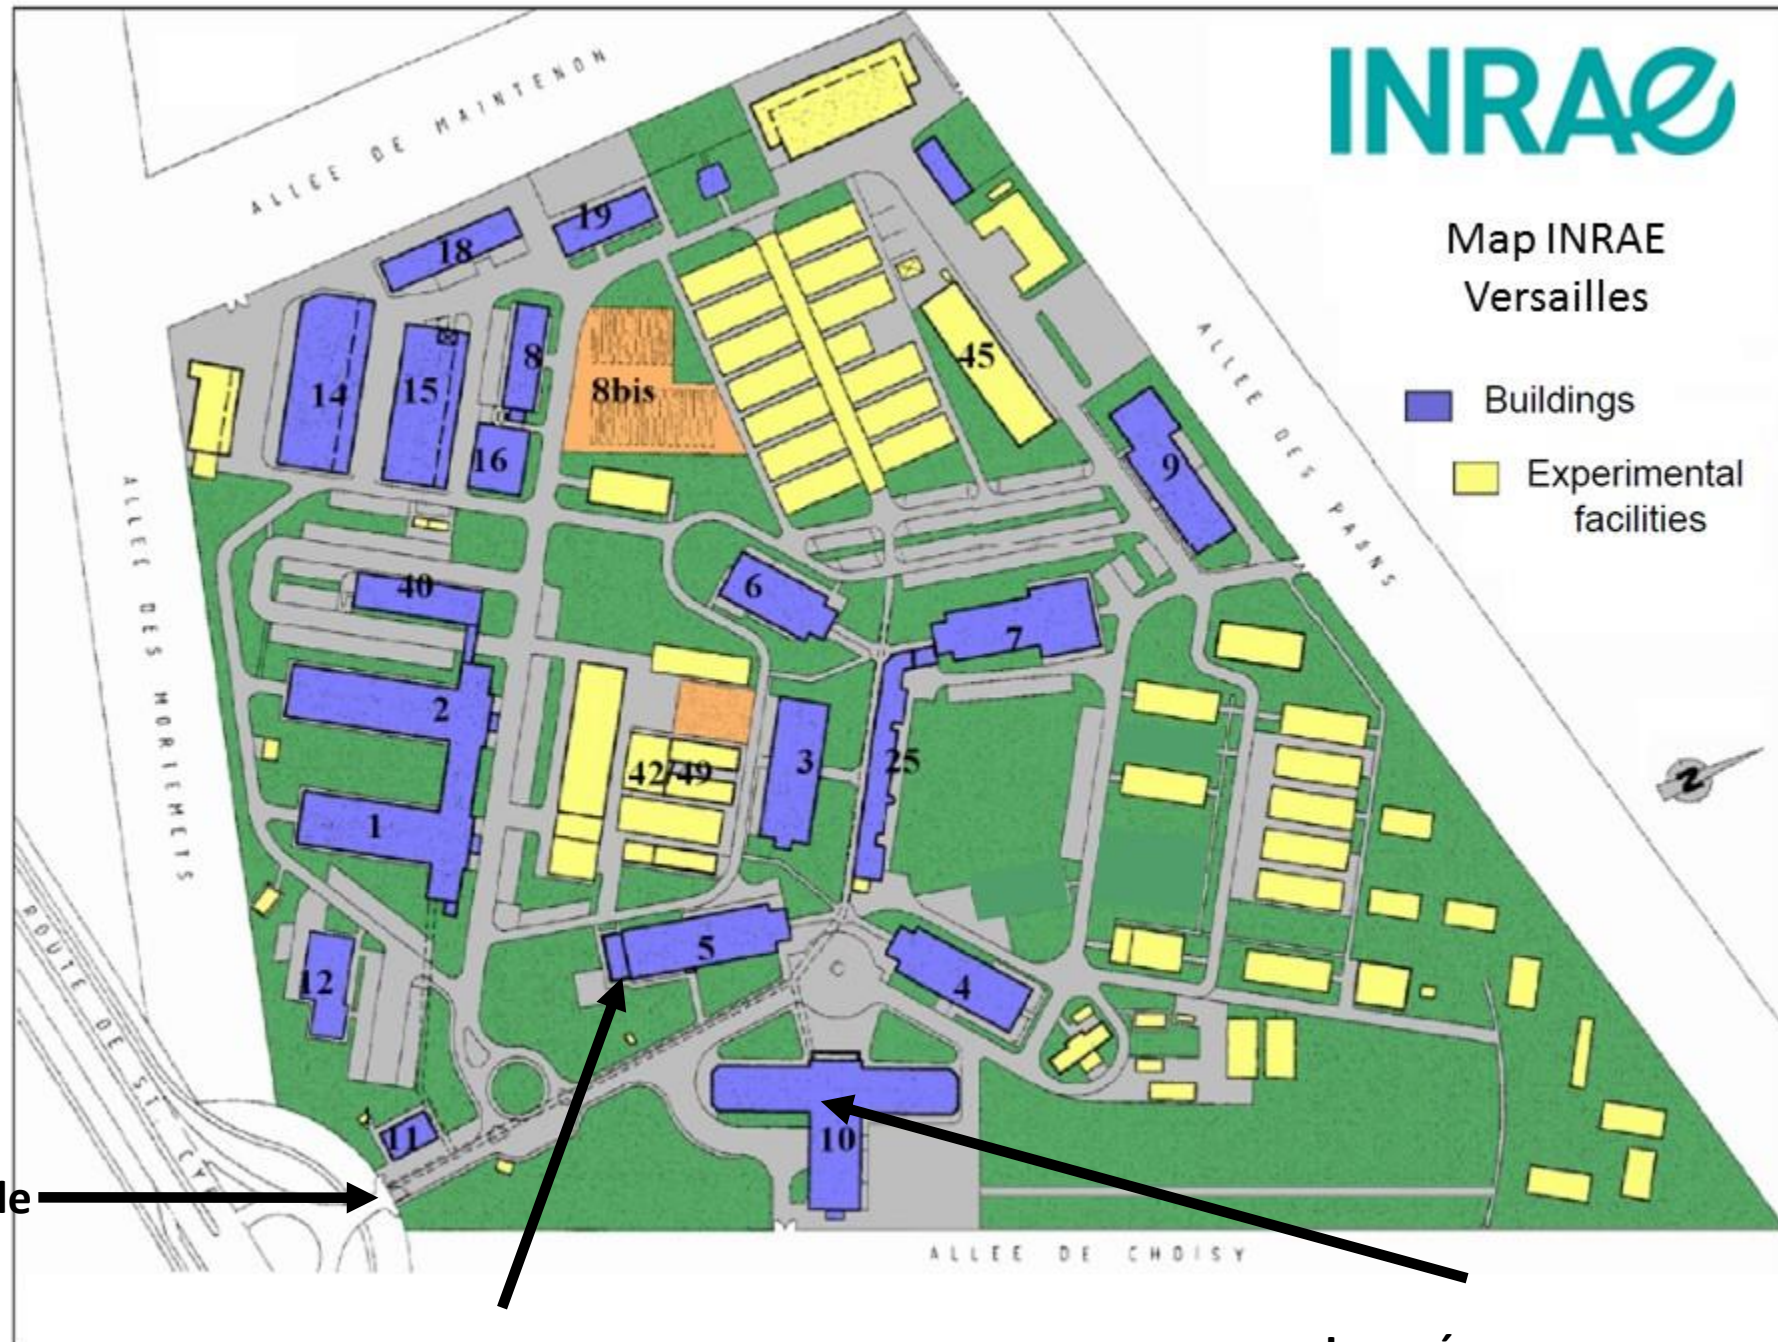 ALLEE DE MAINTENON
INRAE
Map INRAE
Versailles
Buildings
Experimental
facilities
19
18
8
14
15
8bis
45
16
9
ALLEE DES PAONS
ALLEE DES MORTEMETS
40
6
7
2
42/49
3
25
1
N
5
C
4
12
ROUTE DE ST. CYR
11
10
le
ALLEE DE CHOISY